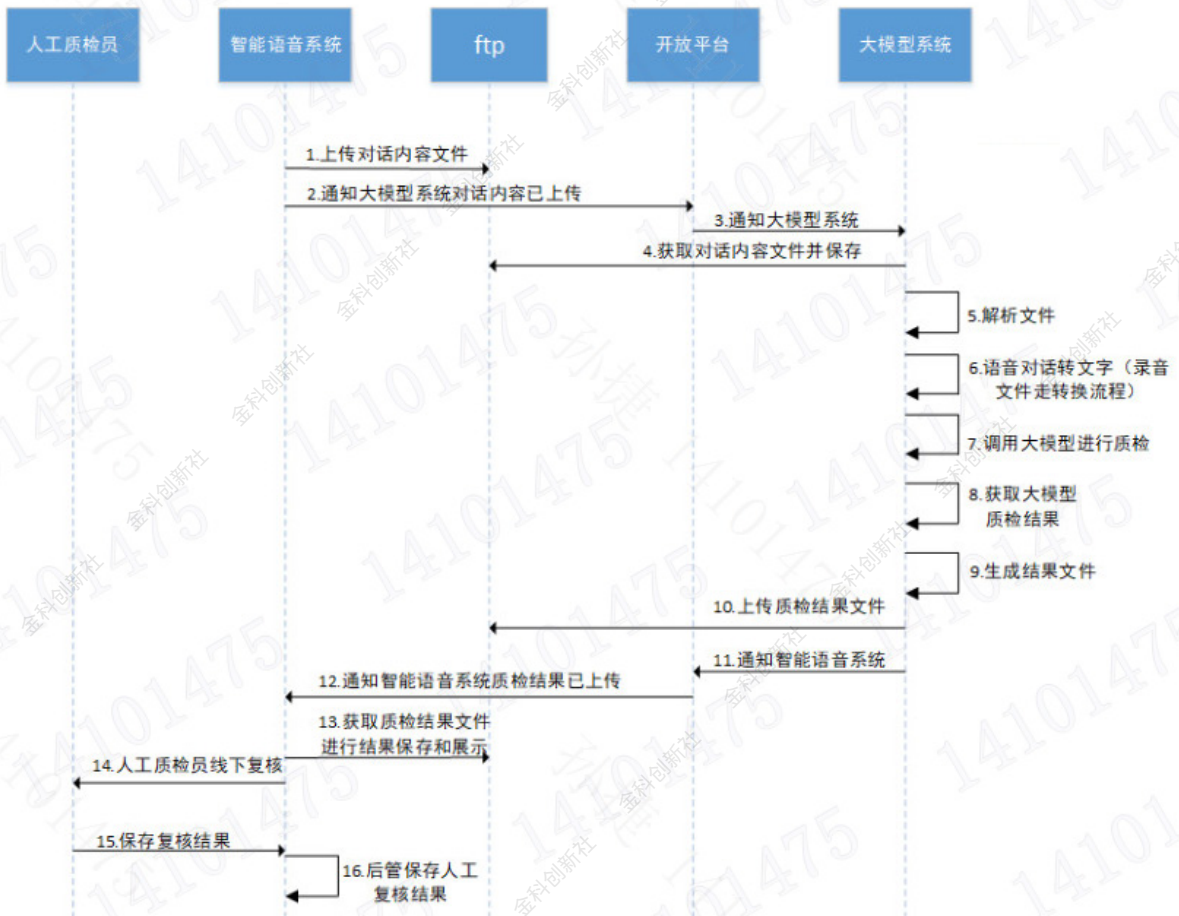 人工质检员
智能语音系统
ftp
开放平台
大模型系统
1.上传对话内容文件
2.通知大模型系统对话内容已上传
3.通知大模型系统
4.获取对话内容文件并保存
5.解析文件
6.语音对话转文字（录音
文件走转换流程）
7.调用大模型进行质检
8.获取大模型
质检结果
9.生成结果文件
10.上传质检结果文件
11.通知智能语音系统
12.通知智能语音系统质检结果已上传
13.获取质检结果文件
进行结果保存和展示
14.人工质检员线下复核
15.保存复核结果
16.后管保存人工
复核结果
金科创新社
14101475